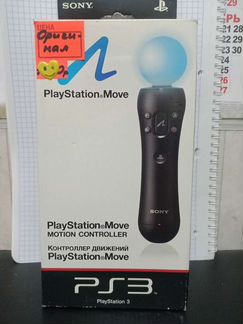 SONY
ЦЕНА
Ориги-
нал
PlayStation®Move
SONY
PlayStation®Move
MOTION CONTROLLER
Контроллер движений
PlayStation®Move
PS3
PlayStation 3